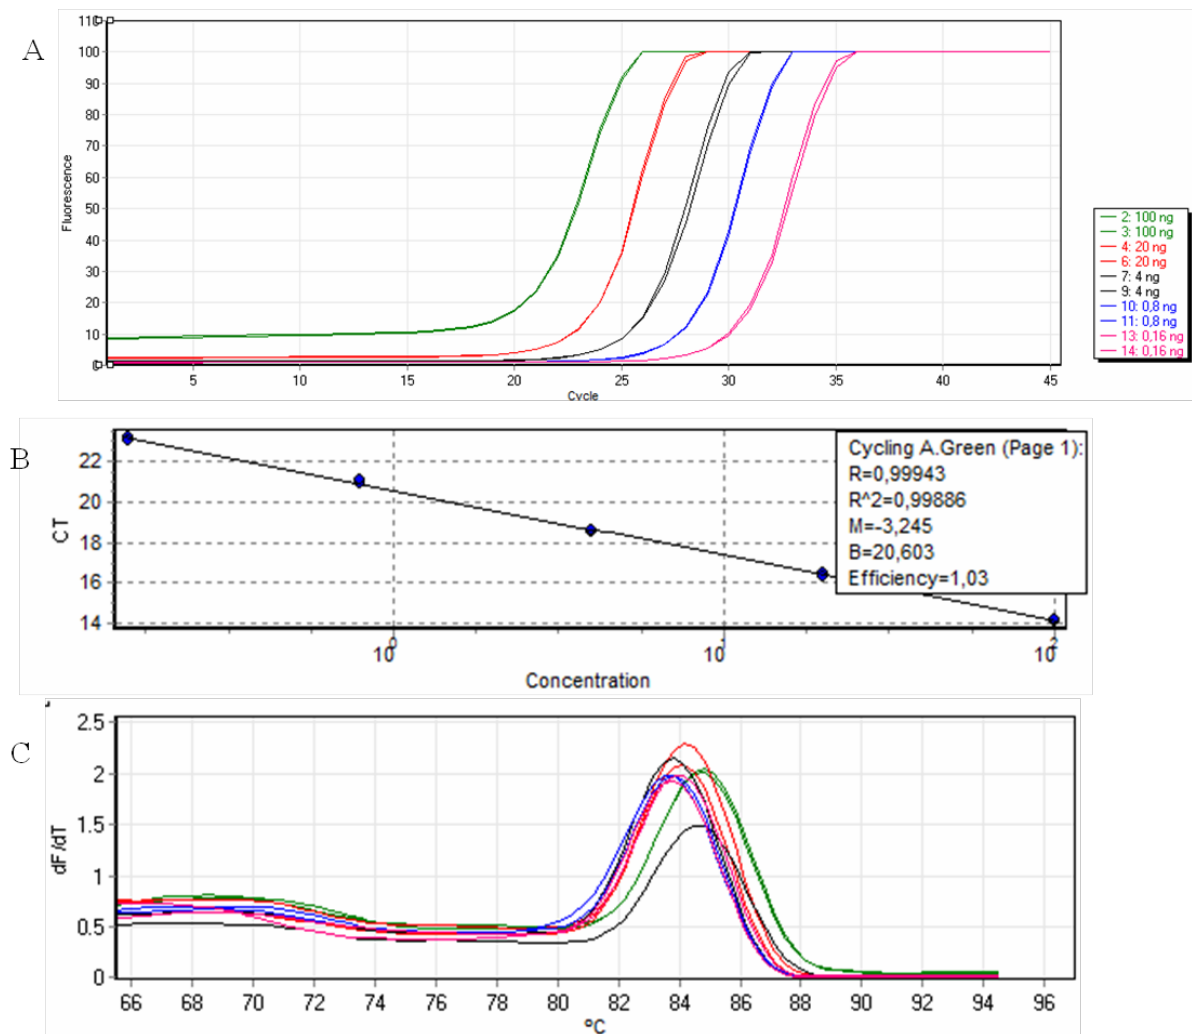 A
110
100
90
80
70
60
50
40
30
20
10
Fluorescence
5 10 15 20 25 30 35 40 45
Cycle
2: 100 ng
3: 100 ng
4: 20 ng
6: 20 ng
7: 4 ng
9: 4 ng
10: 0,8 ng
11: 0,8 ng
13: 0,16 ng
14: 0,16 ng
B
22
20
18
16
14
CT
Cycling A.Green (Page 1):
R=0,99943
R^2=0,99886
M=-3,245
B=20,603
Efficiency=1,03
10^0 10^1 10^2
Concentration
C
2.5
2
1.5
1
0.5
0
dF/dT
66 68 70 72 74 76 78 80 82 84 86 88 90 92 94 96
ºC